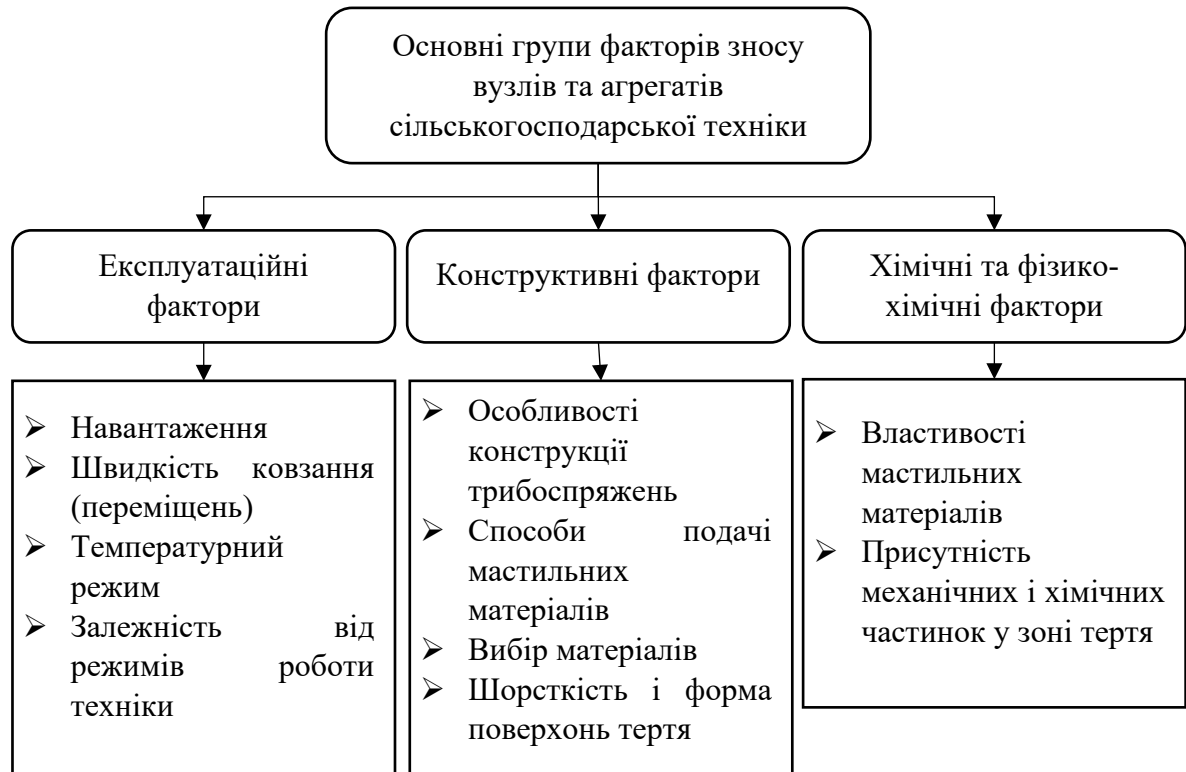 Основні групи факторів зносу
вузлів та агрегатів
сільськогосподарської техніки
Експлуатаційні
фактори
Конструктивні фактори
Хімічні та фізико-
хімічні фактори
➢ Навантаження
➢ Швидкість ковзання
(переміщень)
➢ Температурний
режим
➢ Залежність від
режимів роботи
техніки
➢ Особливості
конструкції
трибоспряжень
➢ Способи подачі
мастильних
матеріалів
➢ Вибір матеріалів
➢ Шорсткість і форма
поверхонь тертя
➢ Властивості
мастильних
матеріалів
➢ Присутність
механічних і хімічних
частинок у зоні тертя